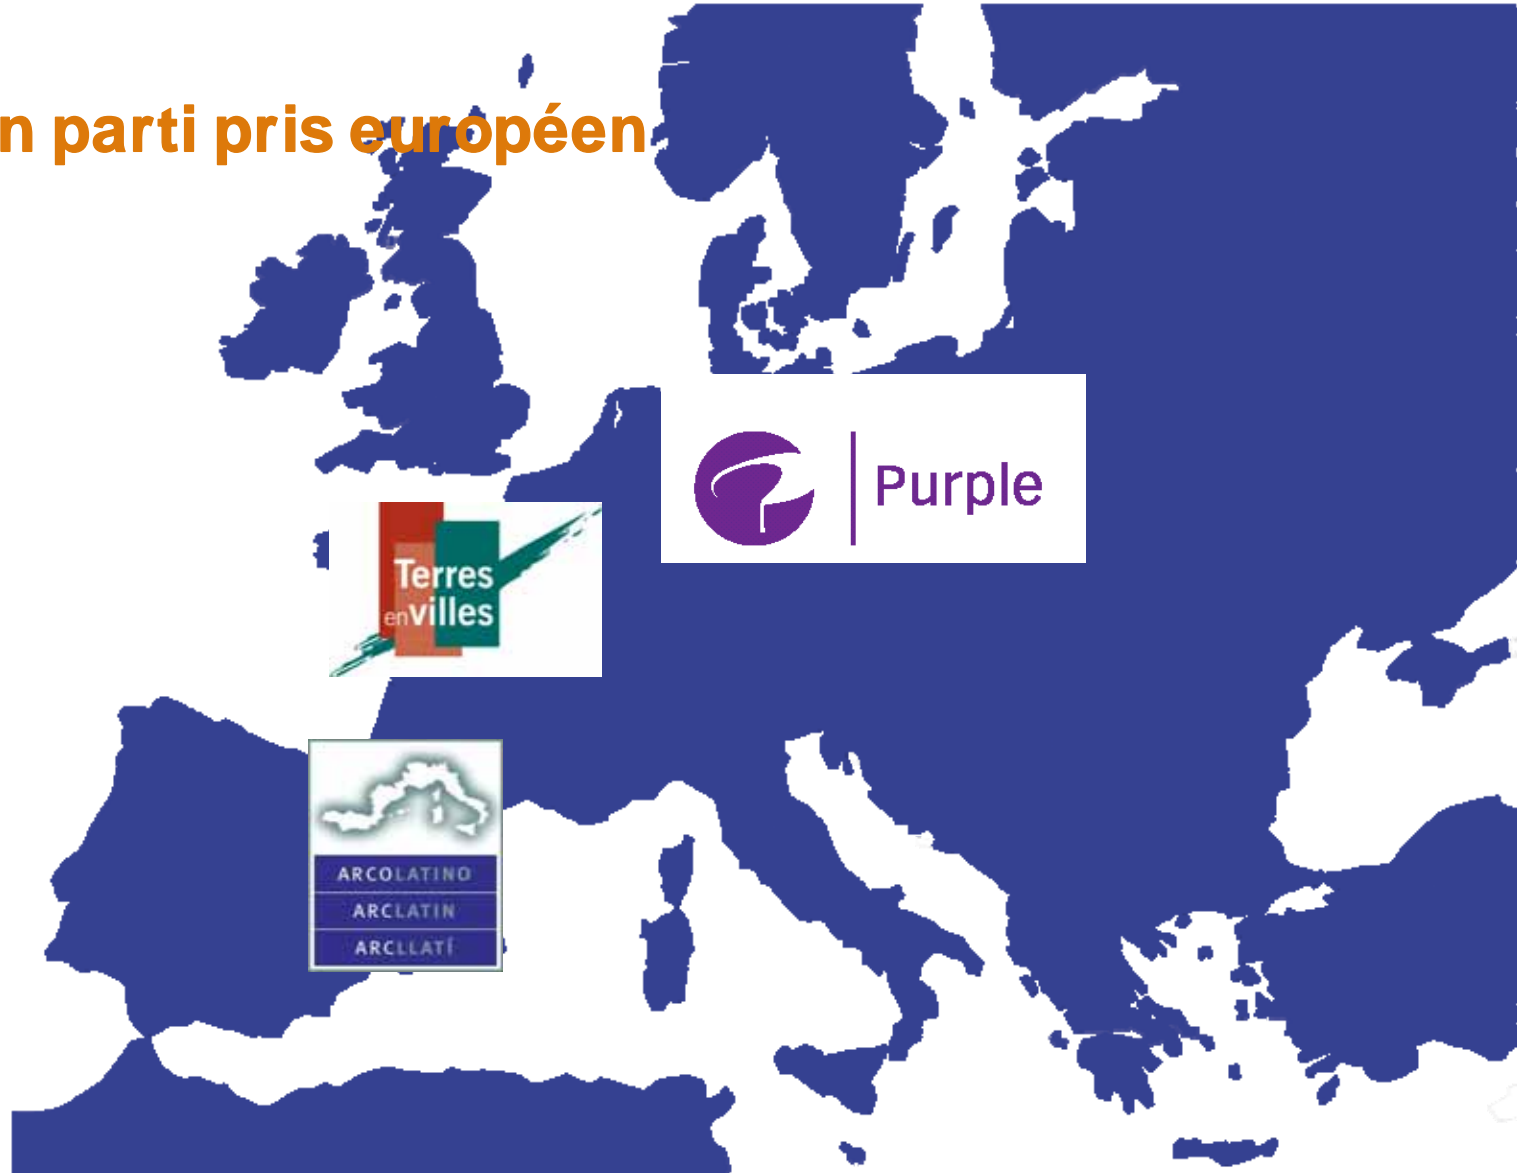 n parti pris européen
Purple
Terres
en villes
ARCOLATINO
ARCLATIN
ARCLLATÍ